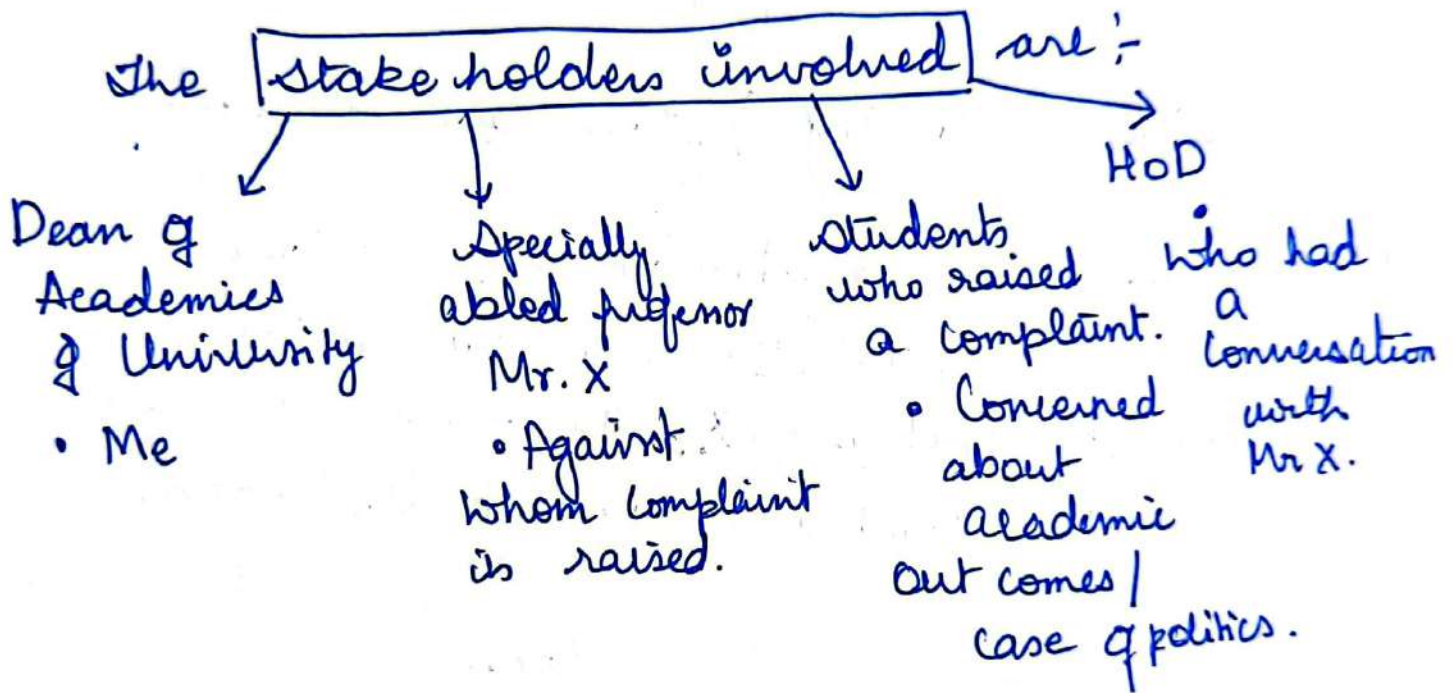 The stake holders involved are :-
Dean of
Academics
of University
• Me
Specially
abled professor
Mr. X
• Against
whom complaint
is raised.
Students
who raised
a complaint.
• Concerned
about
academic
out comes /
case of politics.
HoD
• who had
a
conversation
with
Mr X.